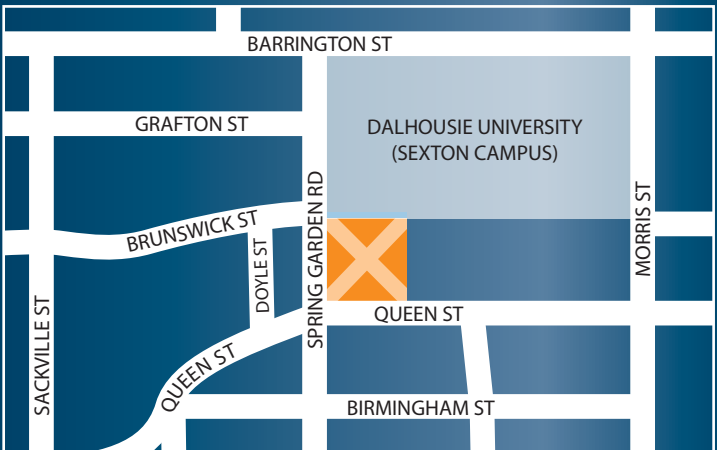 BARRINGTON ST
GRAFTON ST
DALHOUSIE UNIVERSITY
(SEXTON CAMPUS)
BRUNSWICK ST
DOYLE ST
SPRING GARDEN RD
MORRIS ST
SACKVILLE ST
QUEEN ST
QUEEN ST
BIRMINGHAM ST